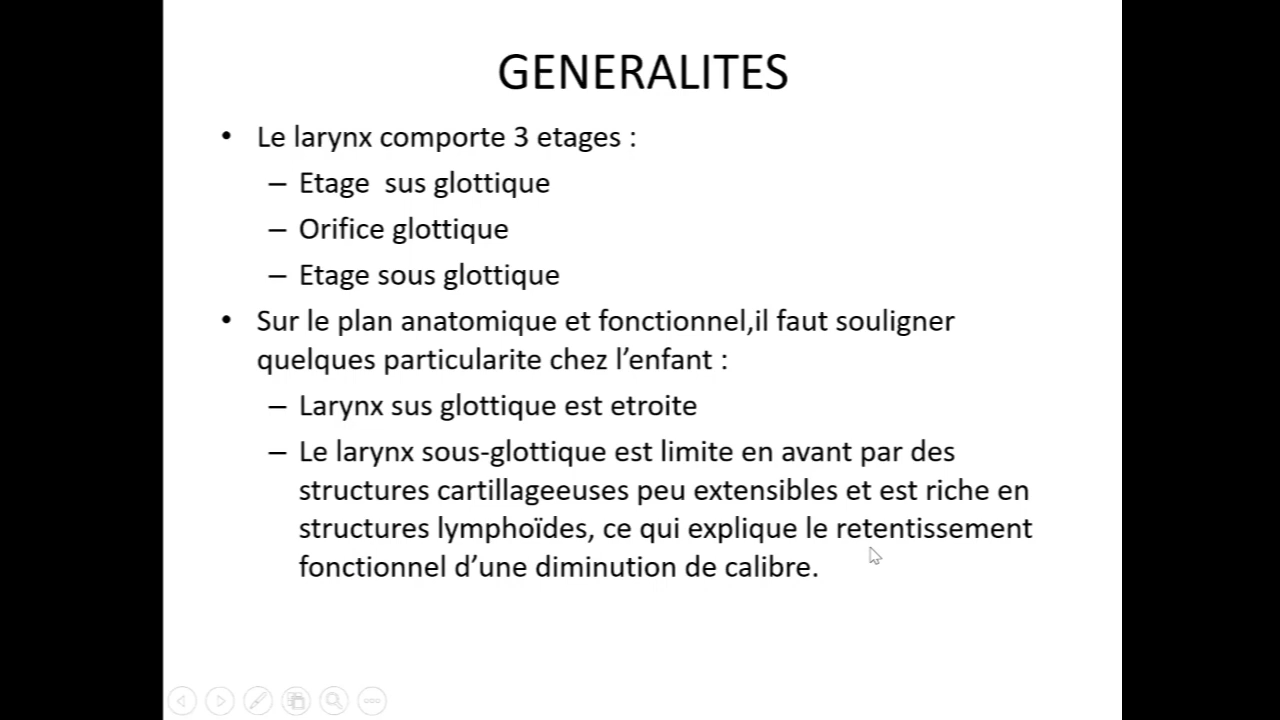 GENERALITES
• Le larynx comporte 3 etages :
– Etage  sus glottique
– Orifice glottique
– Etage sous glottique
• Sur le plan anatomique et fonctionnel,il faut souligner
quelques particularite chez l’enfant :
– Larynx sus glottique est etroite
– Le larynx sous-glottique est limite en avant par des
structures cartillageeuses peu extensibles et est riche en
structures lymphoïdes, ce qui explique le retentissement
fonctionnel d’une diminution de calibre.